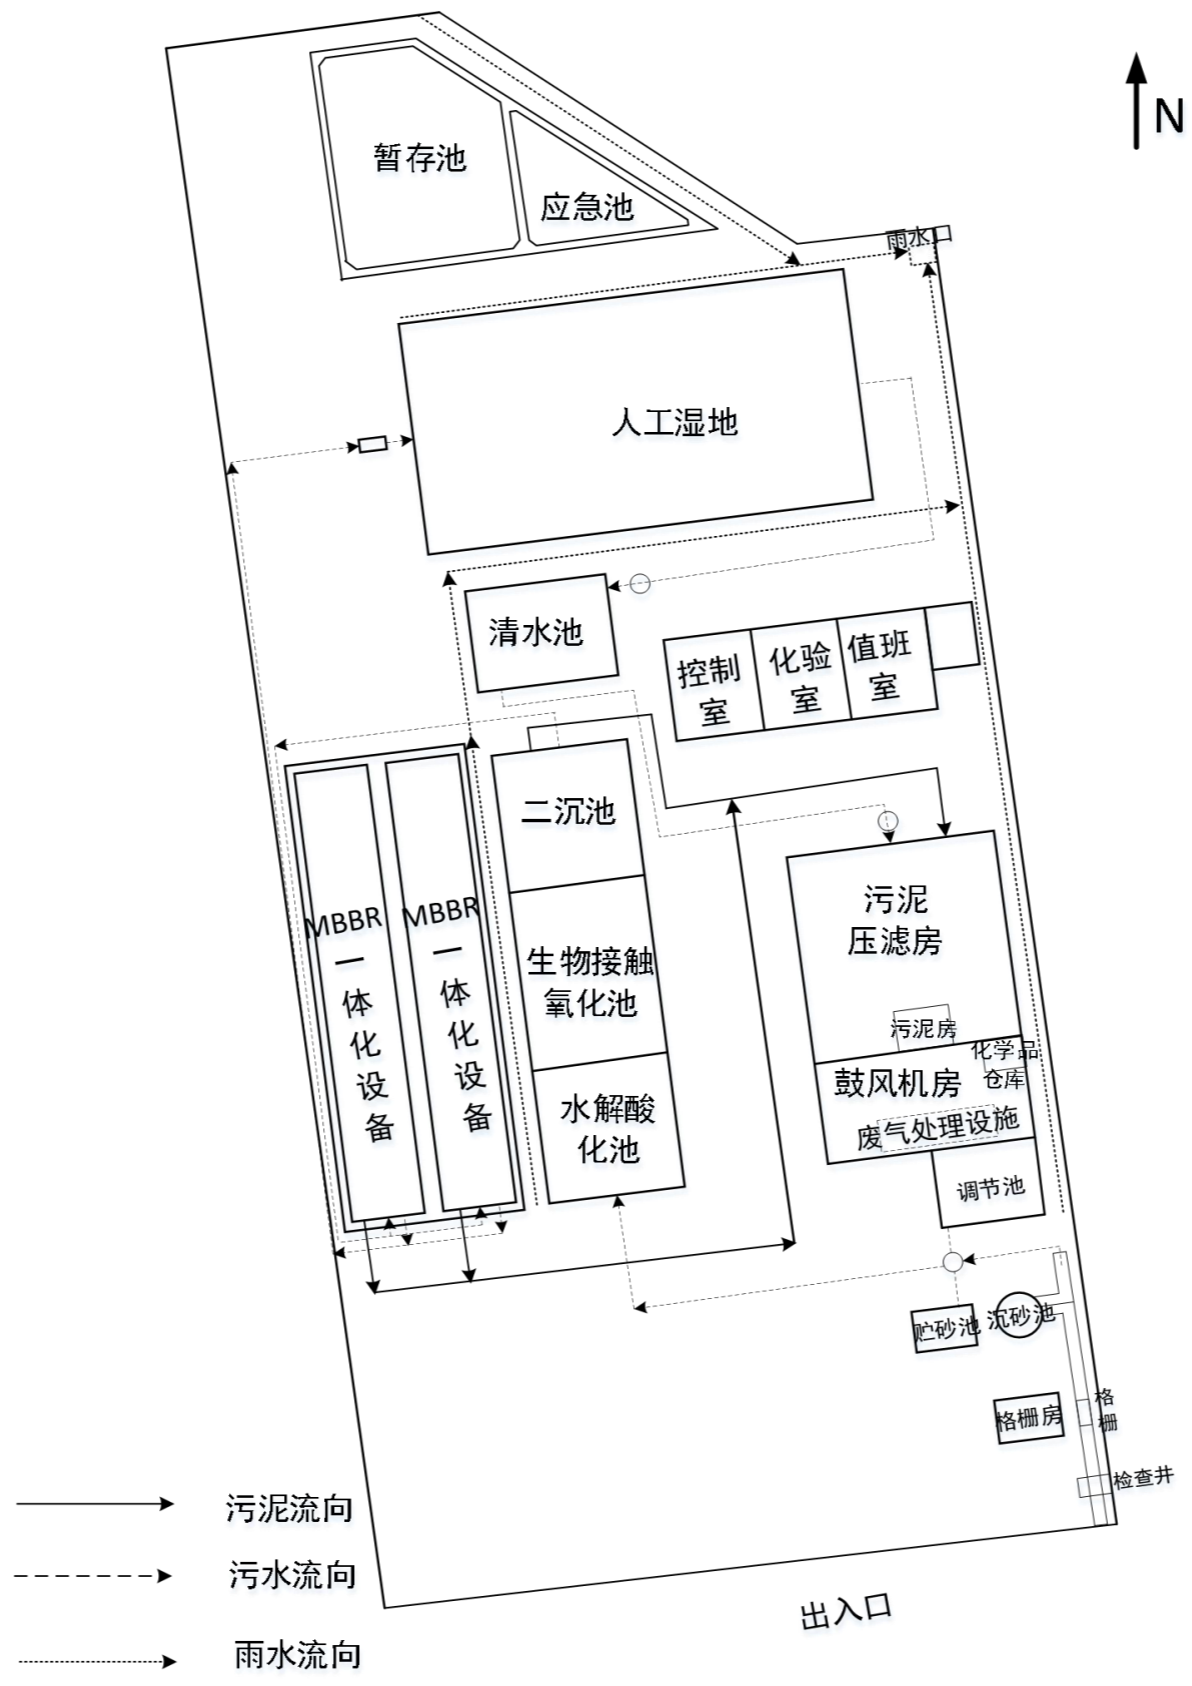 N
暂存池
应急池
雨水口
人工湿地
清水池
控制
室
化验
室
值班
室
二沉池
生物接触
氧化池
水解酸
化池
MBBR
一
体
化
设
备
MBBR
一
体
化
设
备
污泥
压滤房
污泥房
化学品
仓库
鼓风机房
废气处理设施
调节池
贮砂池
沉砂池
格栅房
格
栅
检查井
出入口
污泥流向
污水流向
雨水流向